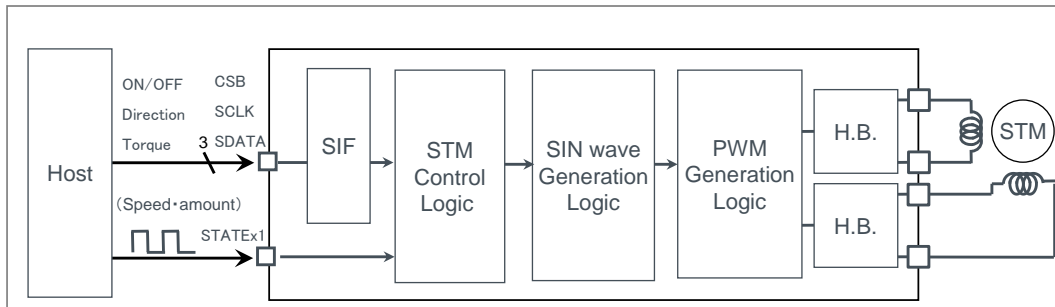 Host
ON/OFF CSB
Direction SCLK
Torque 3 SDATA
（Speed・amount）
STATEx1
SIF
STM
Control
Logic
SIN wave
Generation
Logic
PWM
Generation
Logic
H.B.
H.B.
STM